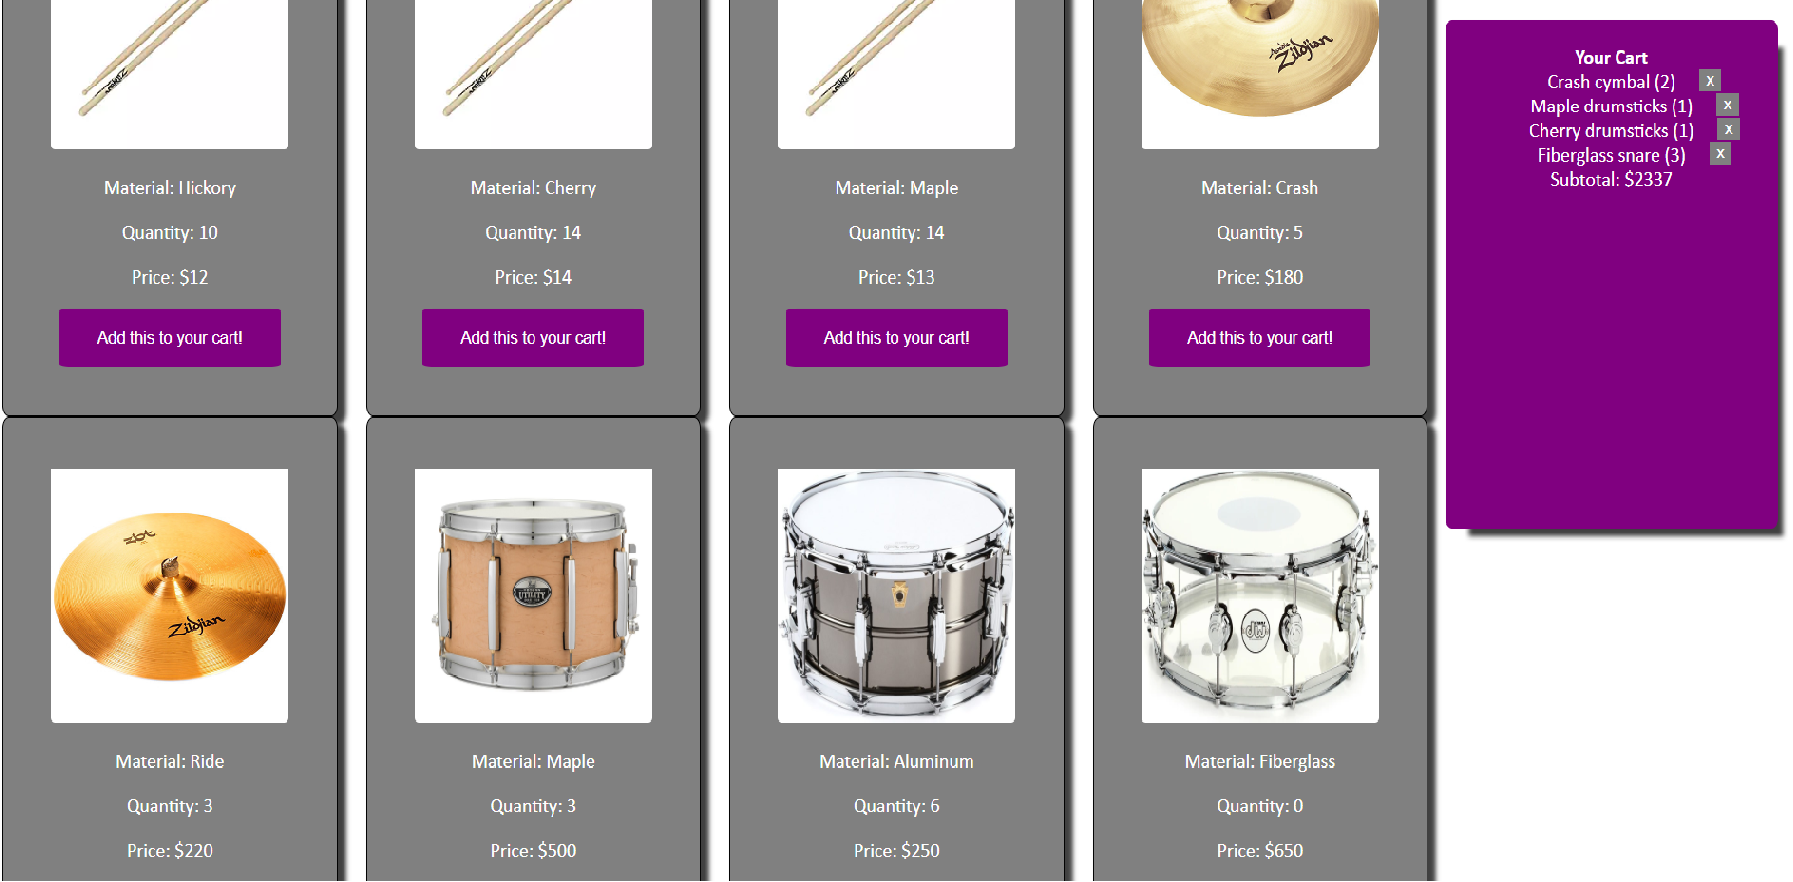 Zildjian
Material: Hickory
Quantity: 10
Price: $12
Add this to your cart!
Material: Cherry
Quantity: 14
Price: $14
Add this to your cart!
Material: Maple
Quantity: 14
Price: $13
Add this to your cart!
Material: Crash
Quantity: 5
Price: $180
Add this to your cart!
Your Cart
Crash cymbal (2) X
Maple drumsticks (1) X
Cherry drumsticks (1) X
Fiberglass snare (3) X
Subtotal: $2337
zbt
Zildjian
Material: Ride
Quantity: 3
Price: $220
UTILITY
Material: Maple
Quantity: 3
Price: $500
Material: Aluminum
Quantity: 6
Price: $250
dw
Material: Fiberglass
Quantity: 0
Price: $650